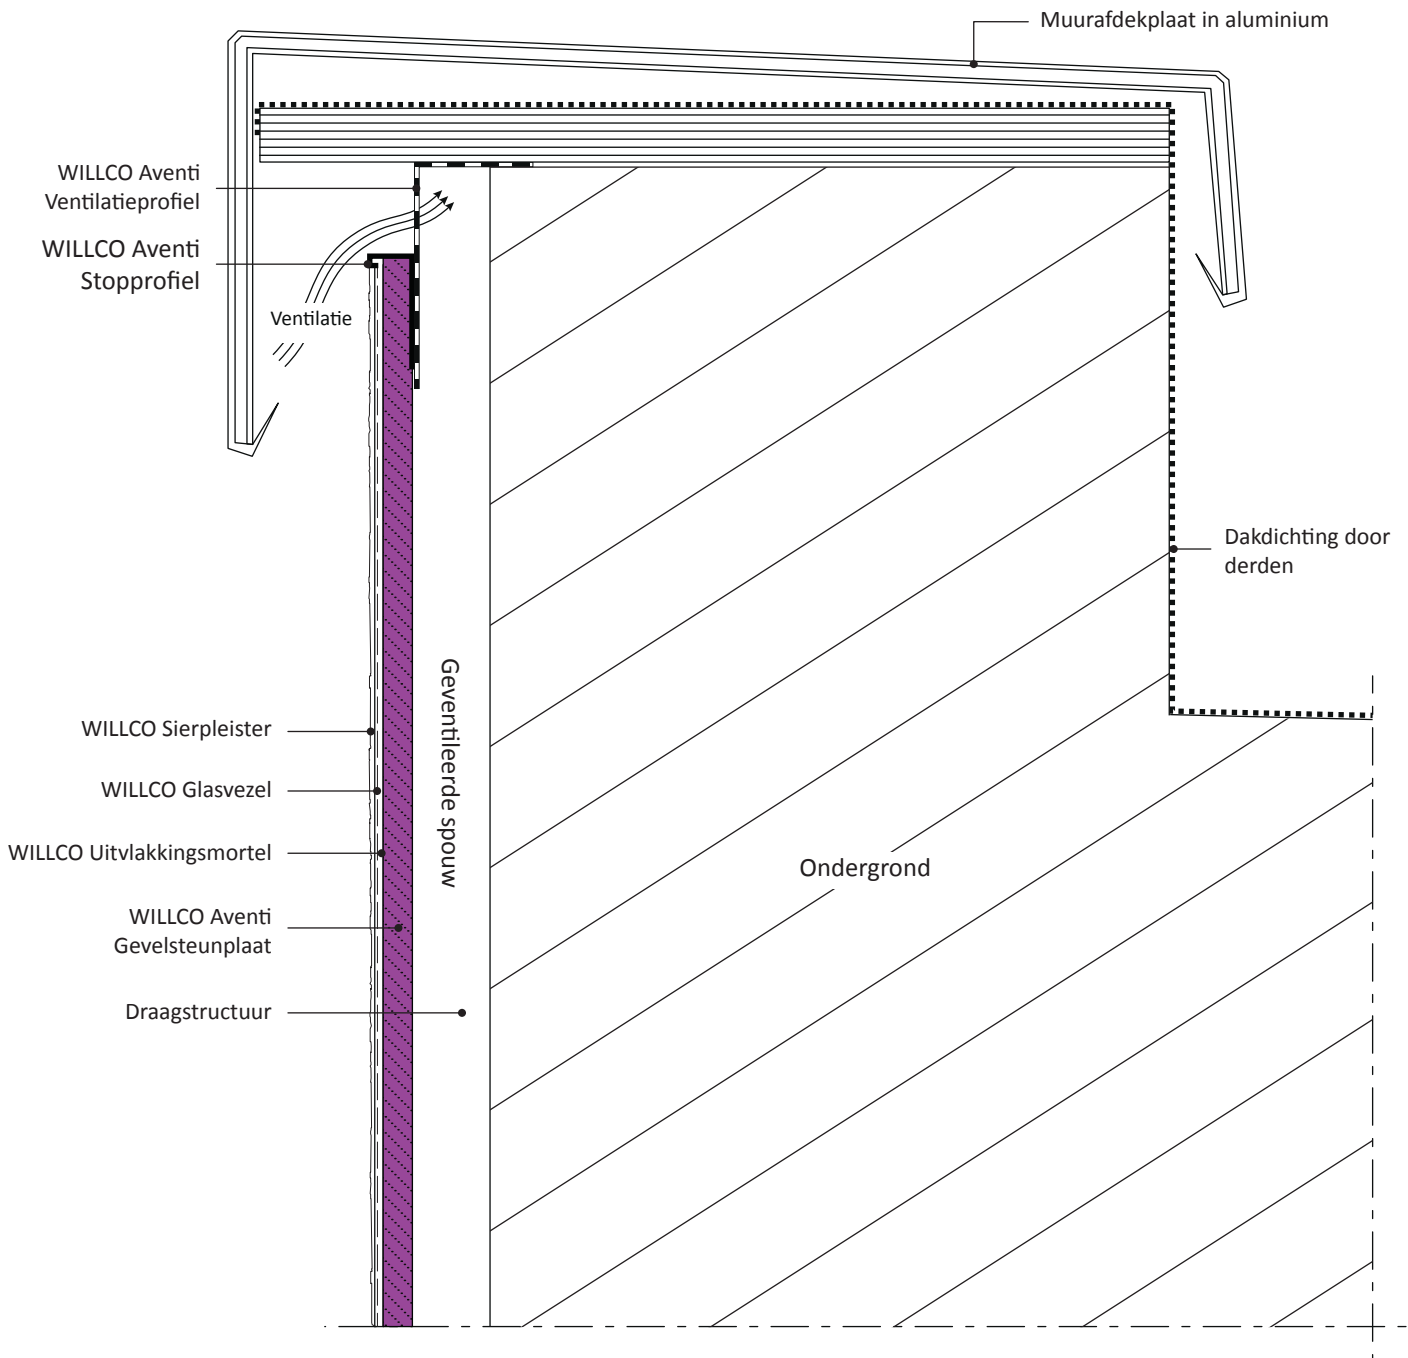 Muurafdekplaat in aluminium
WILLCO Aventi
Ventilatieprofiel
WILLCO Aventi
Stopprofiel
Ventilatie
Dakdichting door
derden
Geventileerde spouw
WILLCO Sierpleister
WILLCO Glasvezel
WILLCO Uitvlakkingsmortel
Ondergrond
WILLCO Aventi
Gevelsteunplaat
Draagstructuur